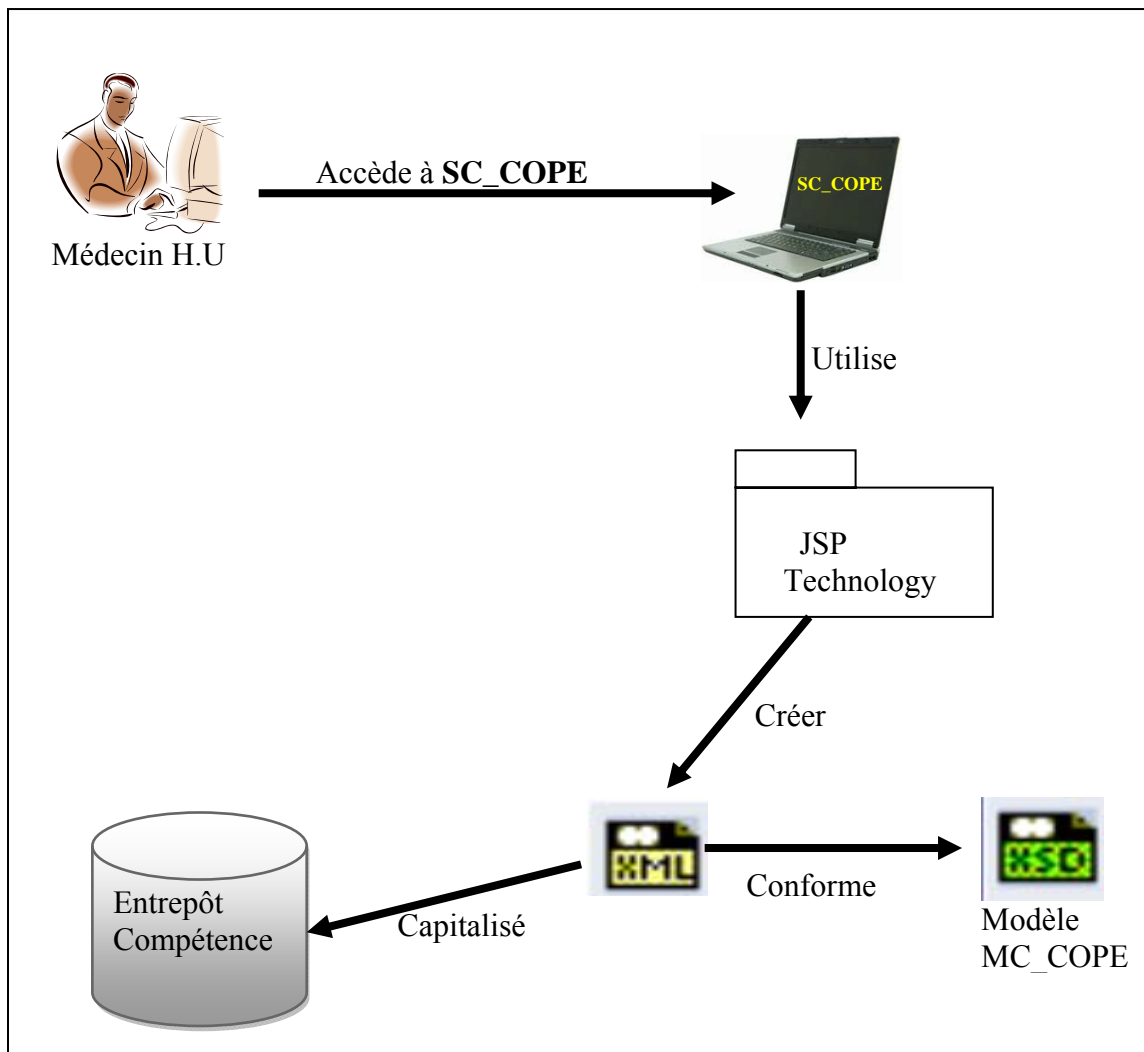 Accède à SC_COPE
SC_COPE
Médecin H.U
Utilise
JSP
Technology
Créer
XML
XSD
Conforme
Entrepôt
Compétence
Capitalisé
Modèle
MC_COPE